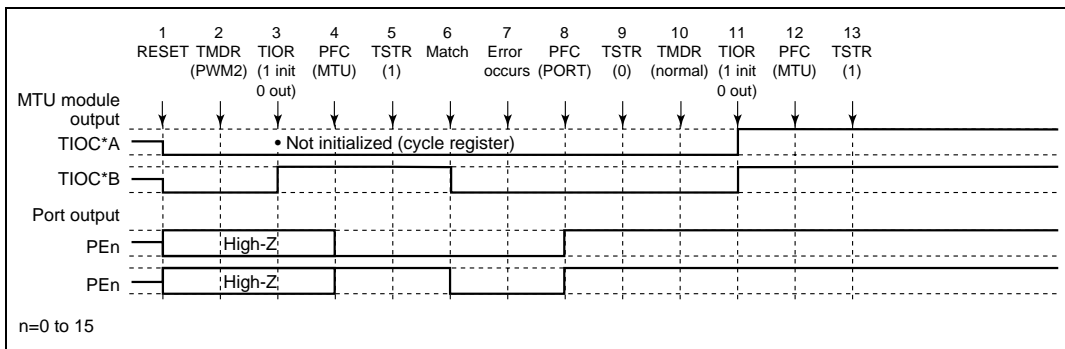 1 2 3 4 5 6 7 8 9 10 11 12 13
RESET TMDR TIOR PFC TSTR Match Error PFC TSTR TMDR TIOR PFC TSTR
(PWM2) (1 init (MTU) (1) occurs (PORT) (0) (normal) (1 init (MTU) (1)
0 out) 0 out)
MTU module
output
TIOC*A
• Not initialized (cycle register)
TIOC*B
Port output
PEn
High-Z
PEn
High-Z
n=0 to 15